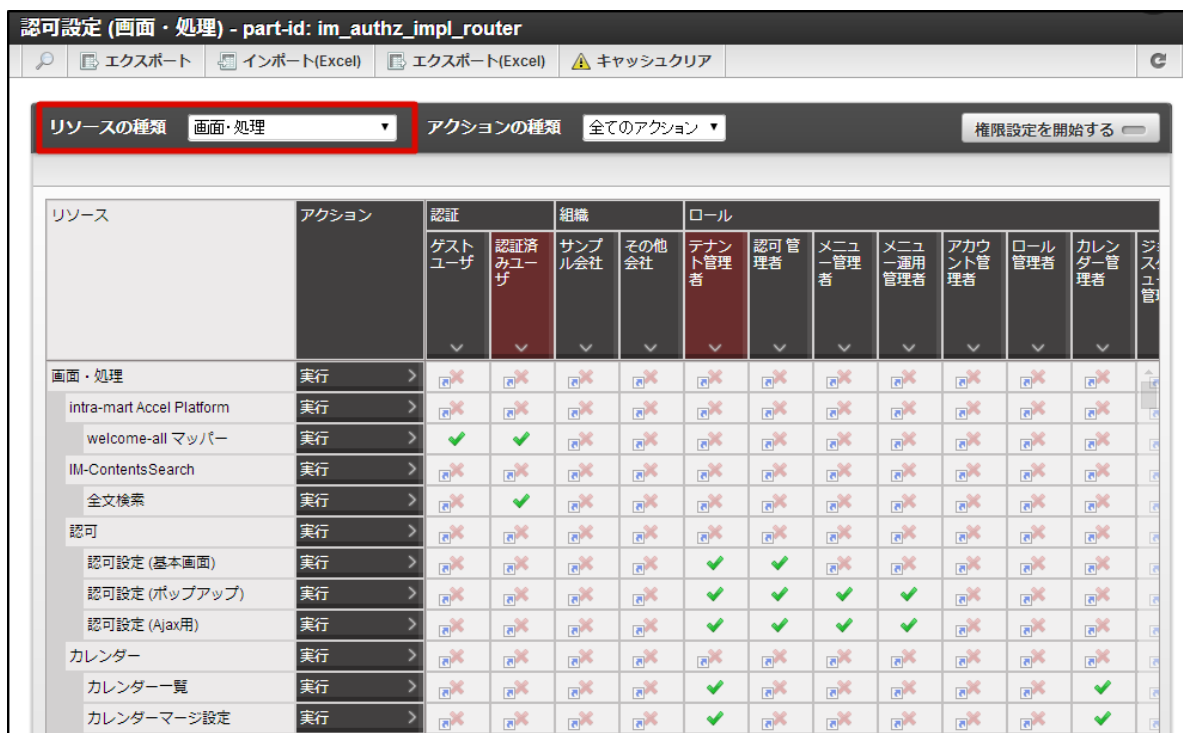 認可設定 (画面・処理) - part-id: im_authz_impl_router
エクスポート インポート(Excel) エクスポート(Excel) キャッシュクリア
リソースの種類 画面・処理 アクションの種類 全てのアクション 権限設定を開始する
リソース アクション 認証 組織 ロール
ゲストユーザ 認証済みユーザ サンプル会社 その他会社 テナント管理者 認可管理者 メニュー管理者 メニュー運用管理者 アカウント管理者 ロール管理者 カレンダー管理者
画面・処理 実行
intra-mart Accel Platform 実行
welcome-all マッパー 実行
IM-ContentsSearch 実行
全文検索 実行
認可 実行
認可設定 (基本画面) 実行
認可設定 (ポップアップ) 実行
認可設定 (Ajax用) 実行
カレンダー 実行
カレンダー一覧 実行
カレンダーマージ設定 実行